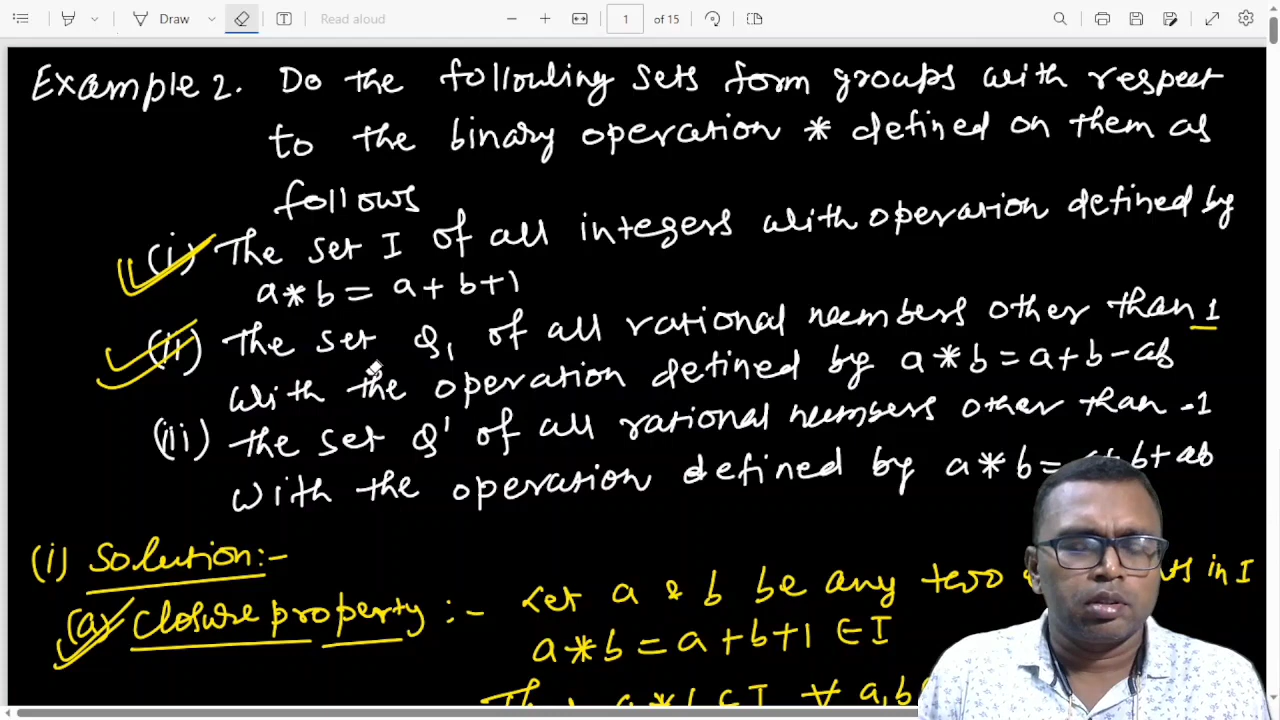 Draw
Read aloud
1 of 15
Example 2. Do the following sets form groups with respect
to the binary operation * defined on them as
follows
(i) The set I of all integers with operation defined by
a * b = a + b + 1
(ii) The set Q₁ of all rational numbers other than 1
with the operation defined by a * b = a + b - ab
(iii) the set Q' of all rational numbers other than -1
with the operation defined by a * b = b + ab
(i) Solution:-
(a) closure property :- Let a & b be any two in I
a * b = a + b + 1 ∈ I
∈ I ∀ a, b